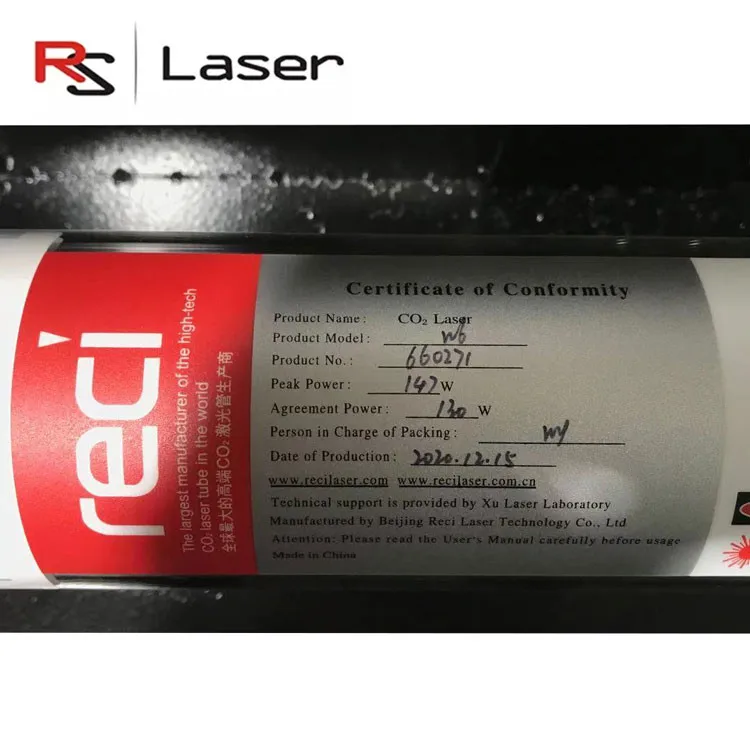 RS Laser
reci
The largest manufacturer of the high-tech
CO₂ laser tube in the world
全球最大的高端CO₂激光管生产商
Certificate of Conformity
Product Name: CO₂ Laser
Product Model: W6
Product No.: 660271
Peak Power: 147 W
Agreement Power: 130 W
Person in Charge of Packing:
Date of Production: 2020.12.15
www.recilaser.com www.recilaser.com.cn
Technical support is provided by Xu Laser Laboratory
Manufactured by Beijing Reci Laser Technology Co., Ltd
Attention: Please read the User's Manual carefully before usage
Made in China